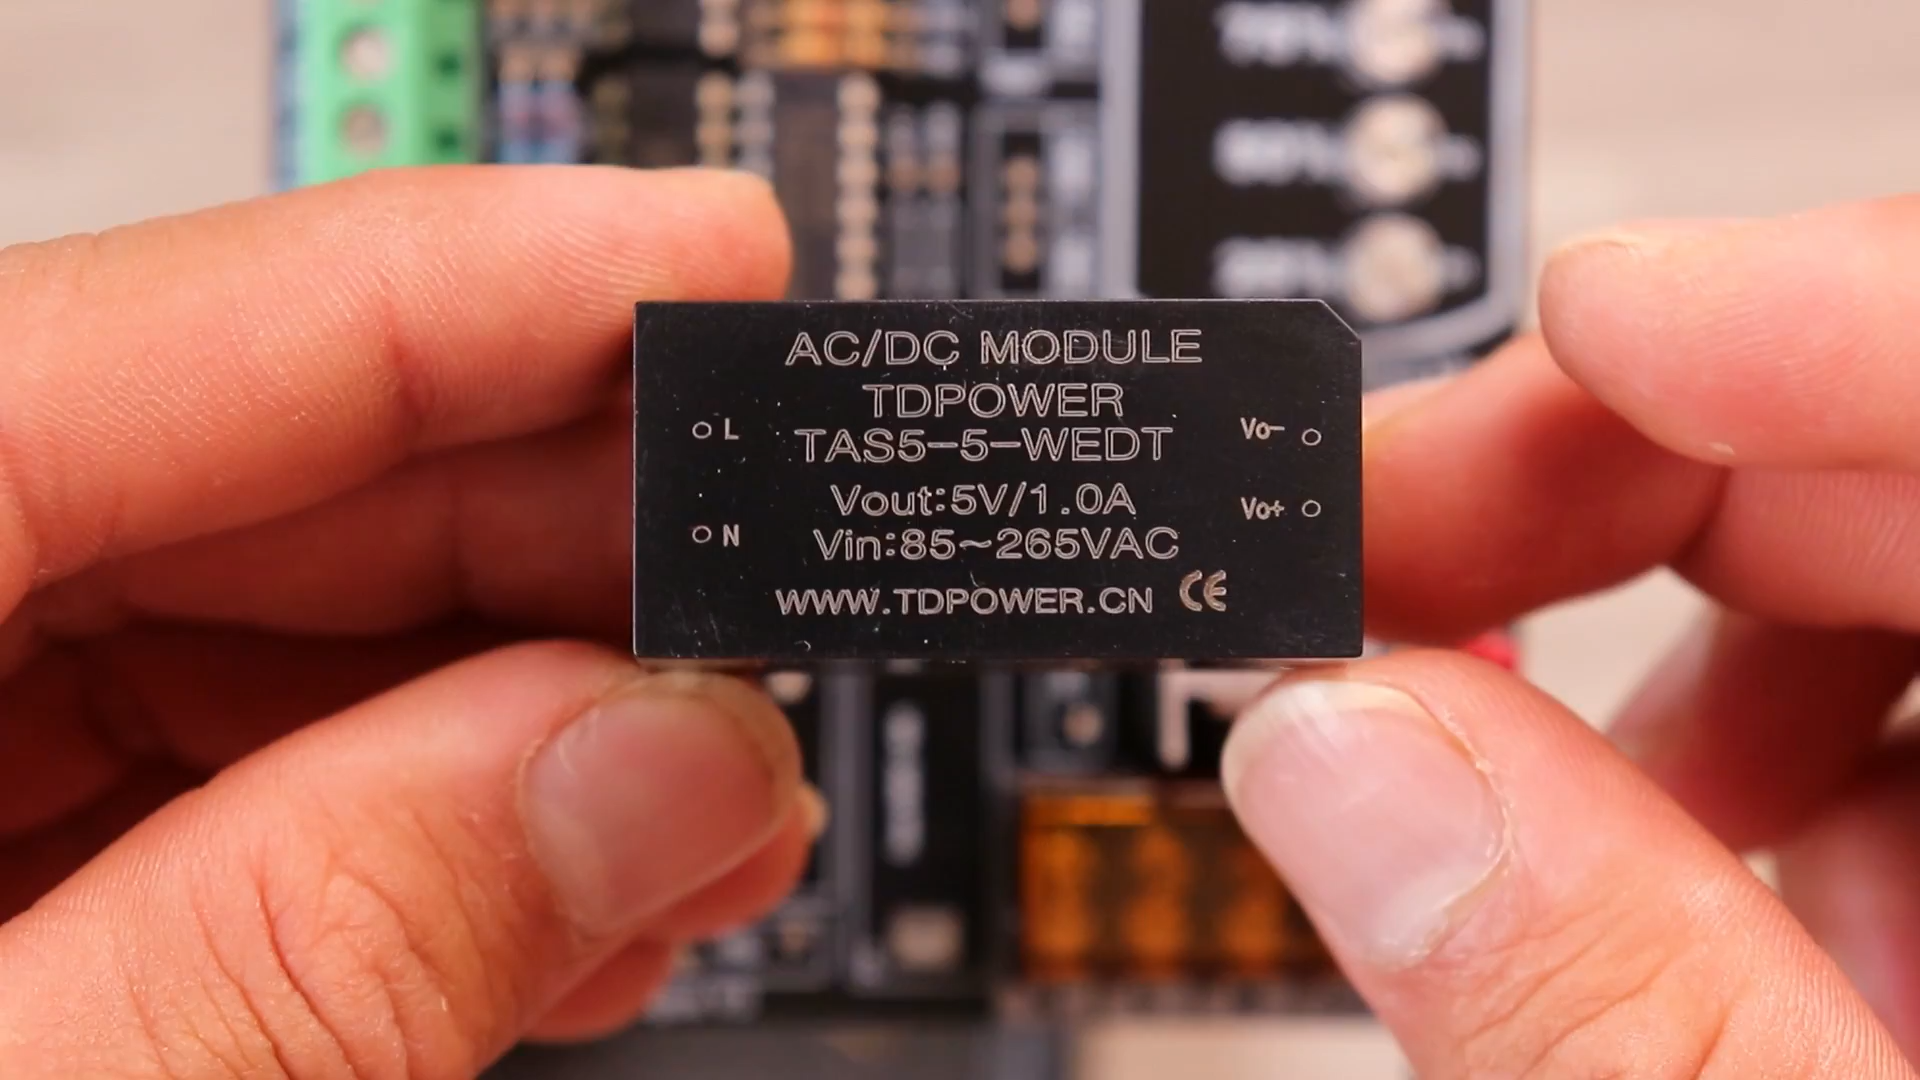 AC/DC MODULE
TDPOWER
TAS5-5-WEDT
L
Vo-
Vout:5V/1.0A
Vo+
N
Vin:85~265VAC
WWW.TDPOWER.CN CE